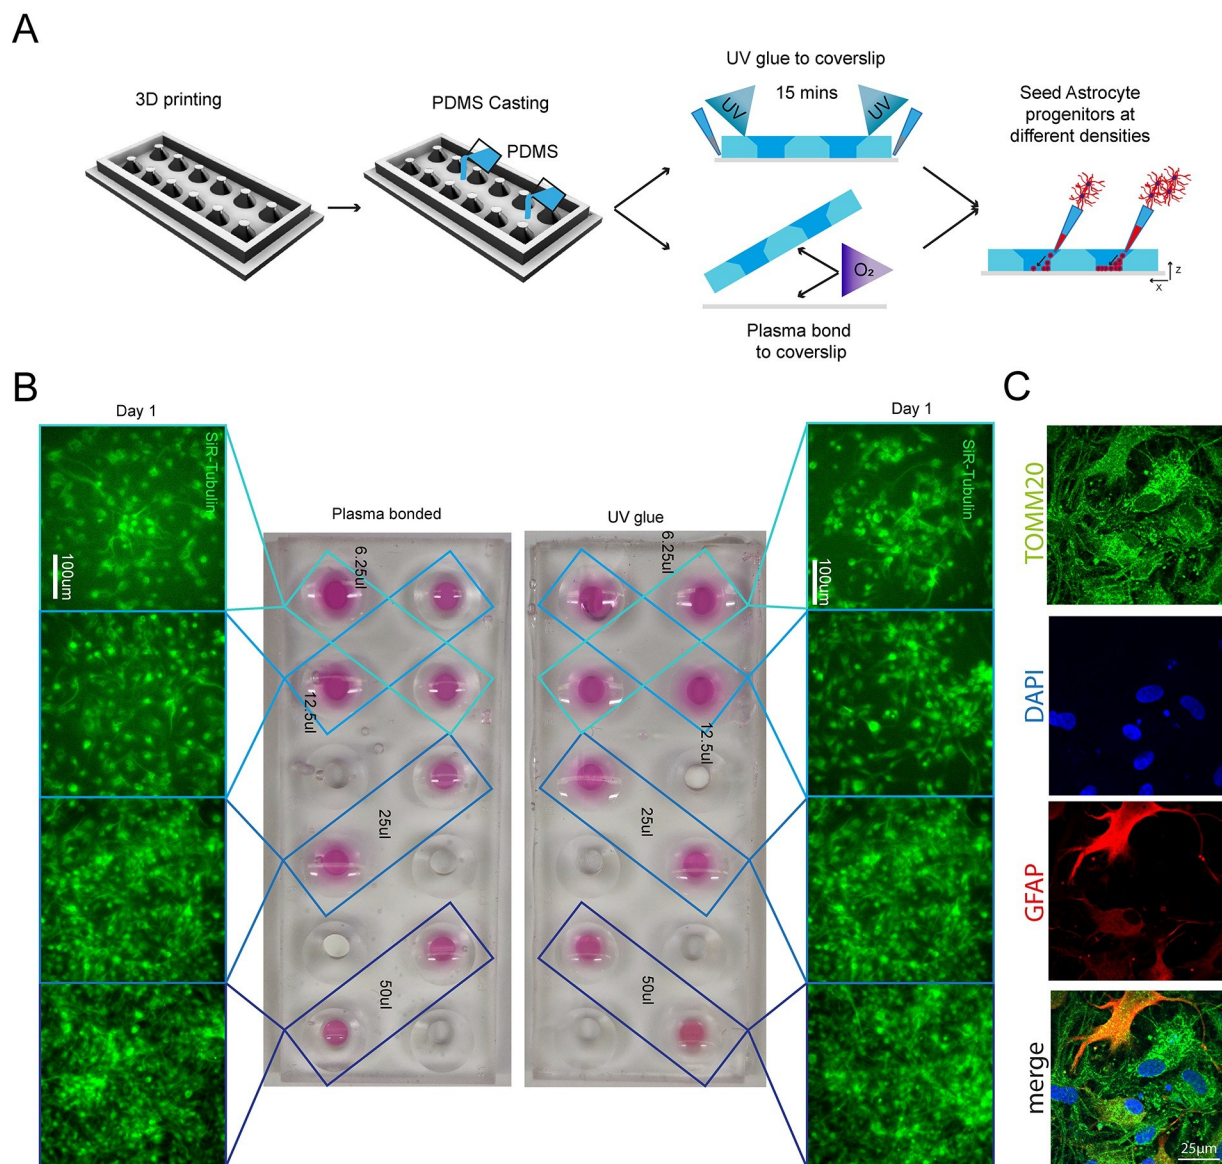 A
3D printing
PDMS Casting
PDMS
UV glue to coverslip
15 mins
UV
UV
O₂
Plasma bond
to coverslip
Seed Astrocyte
progenitors at
different densities
z
x
B
Day 1
SiR-Tubulin
100um
Plasma bonded
6.25ul
12.5ul
25ul
50ul
UV glue
6.25ul
12.5ul
25ul
50ul
Day 1
SiR-Tubulin
100um
C
TOMM20
DAPI
GFAP
merge
25µm